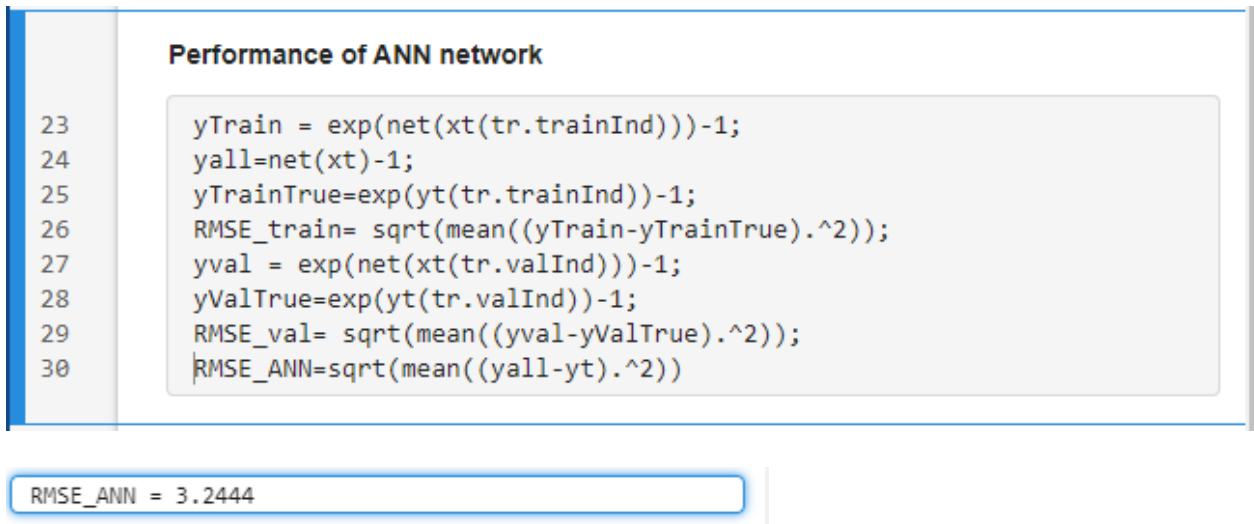 Performance of ANN network
23 yTrain = exp(net(xt(tr.trainInd)))-1;
24 yall=net(xt)-1;
25 yTrainTrue=exp(yt(tr.trainInd))-1;
26 RMSE_train= sqrt(mean((yTrain-yTrainTrue).^2));
27 yval = exp(net(xt(tr.valInd)))-1;
28 yValTrue=exp(yt(tr.valInd))-1;
29 RMSE_val= sqrt(mean((yval-yValTrue).^2));
30 RMSE_ANN=sqrt(mean((yall-yt).^2))
RMSE_ANN = 3.2444